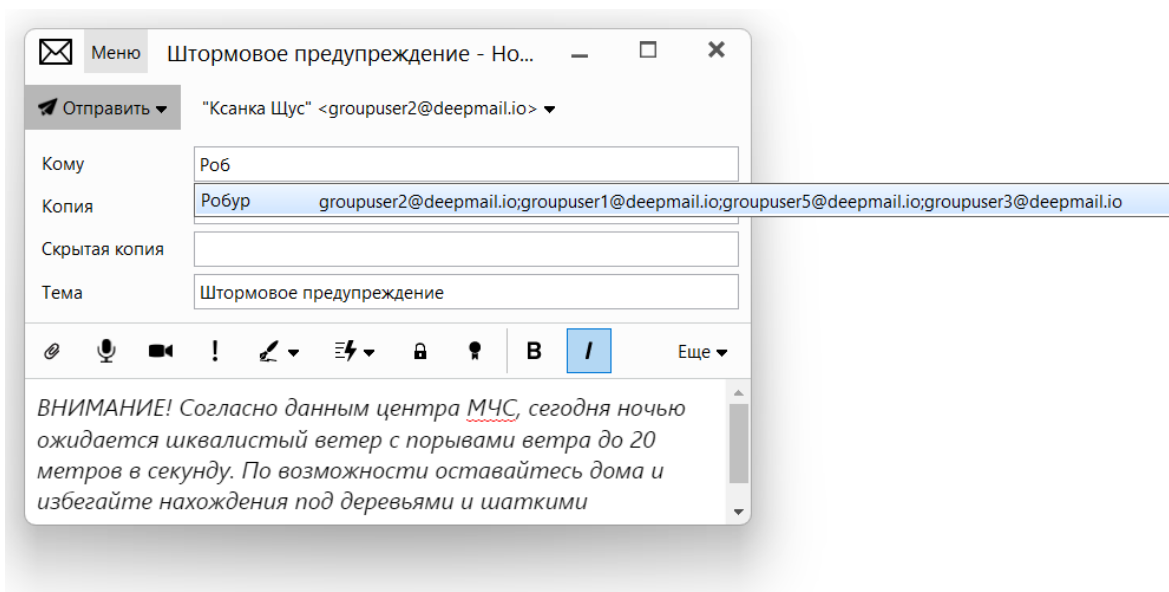 Меню Штормовое предупреждение - Но...
Отправить "Ксанка Щус" <groupuser2@deepmail.io>
Кому Роб
Робур groupuser2@deepmail.io;groupuser1@deepmail.io;groupuser5@deepmail.io;groupuser3@deepmail.io
Копия
Скрытая копия
Тема Штормовое предупреждение
B I Еще
ВНИМАНИЕ! Согласно данным центра МЧС, сегодня ночью
ожидается шквалистый ветер с порывами ветра до 20
метров в секунду. По возможности оставайтесь дома и
избегайте нахождения под деревьями и шаткими